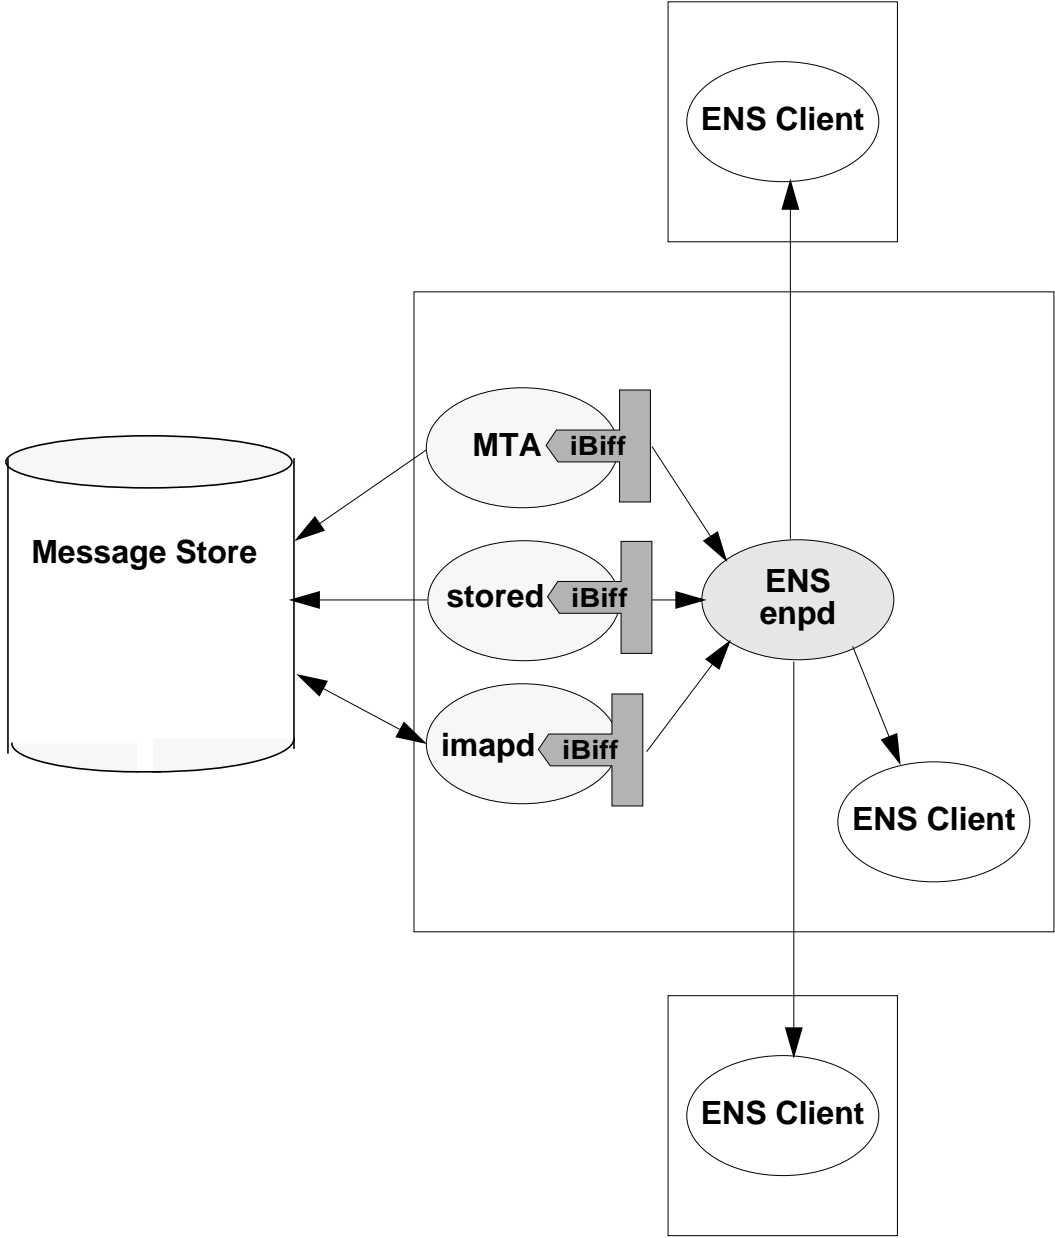 ENS Client
MTA
iBiff
Message Store
stored
iBiff
ENS
enpd
imapd
iBiff
ENS Client
ENS Client